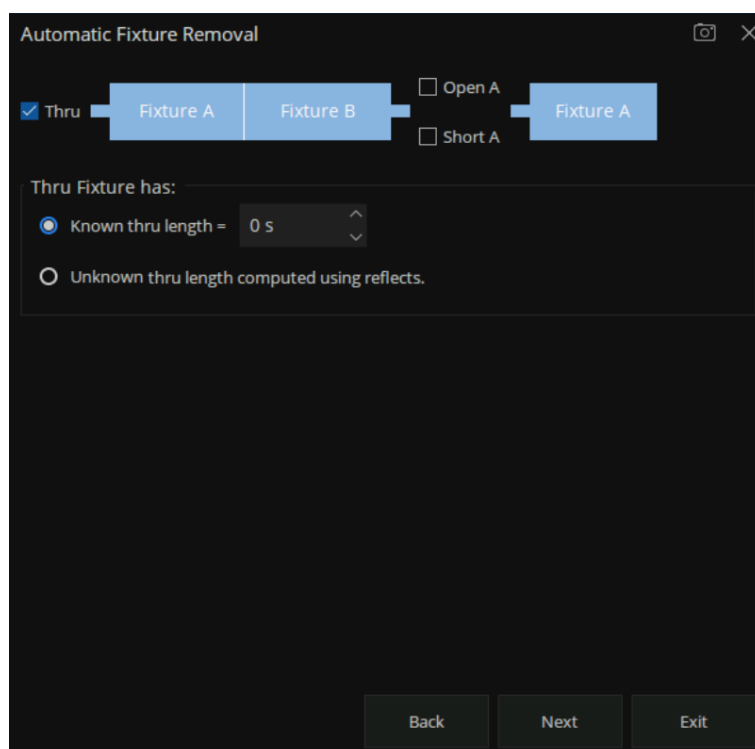 Automatic Fixture Removal
Thru
Fixture A
Fixture B
Open A
Short A
Fixture A
Thru Fixture has:
Known thru length =
0 s
Unknown thru length computed using reflects.
Back
Next
Exit